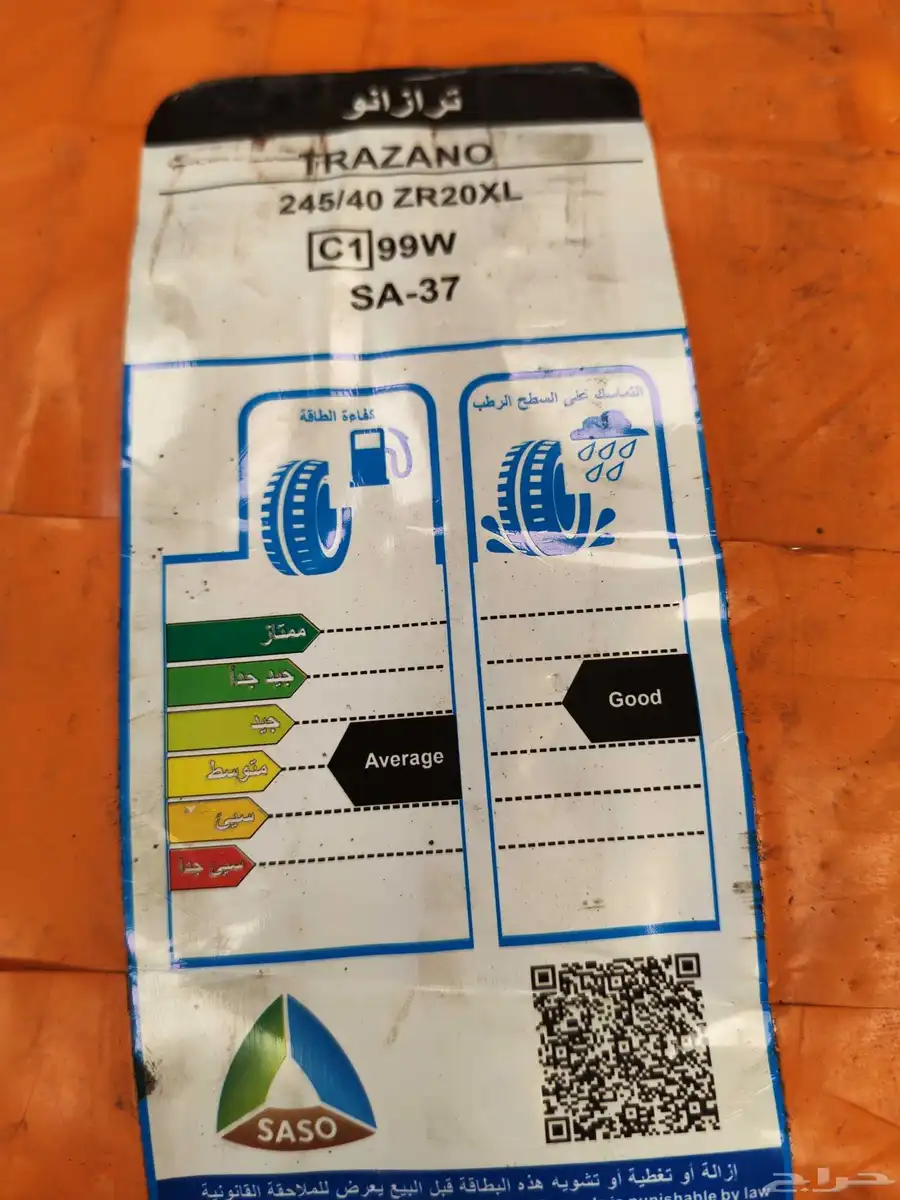 ترازانو
TRAZANO
245/40 ZR20XL
C1 99W
SA-37
كفاءة الطاقة
التماسك على السطح الرطب
ممتاز
جيد جداً
جيد
متوسط
سيئ
سيئ جداً
Average
Good
SASO
إزالة أو تغطية أو تشويه هذه البطاقة قبل البيع يعرض للملاحقة القانونية
is punishable by law
حراج